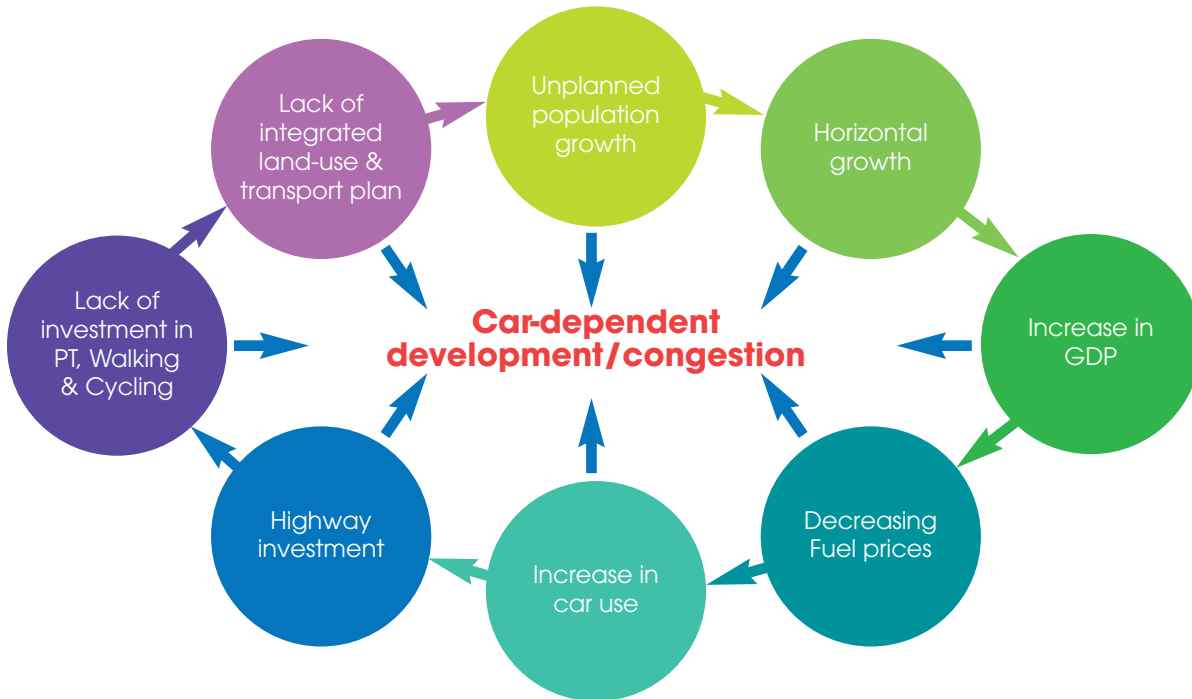 Unplanned
population
growth
Horizontal
growth
Increase in
GDP
Decreasing
Fuel prices
Increase in
car use
Highway
investment
Lack of
investment in
PT, Walking
& Cycling
Lack of
integrated
land-use &
transport plan
Car-dependent
development/congestion